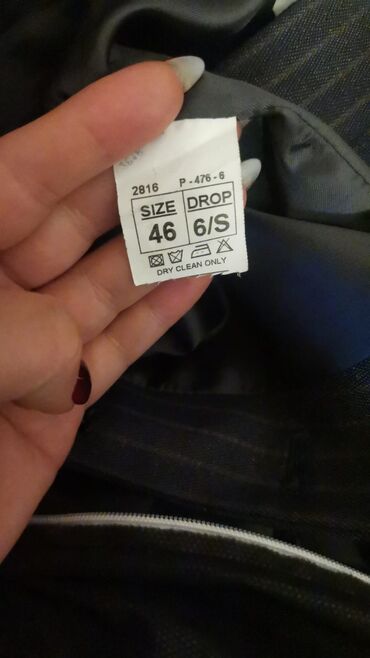 2816 P-476-6
SIZE DROP
46 6/S
DRY CLEAN ONLY